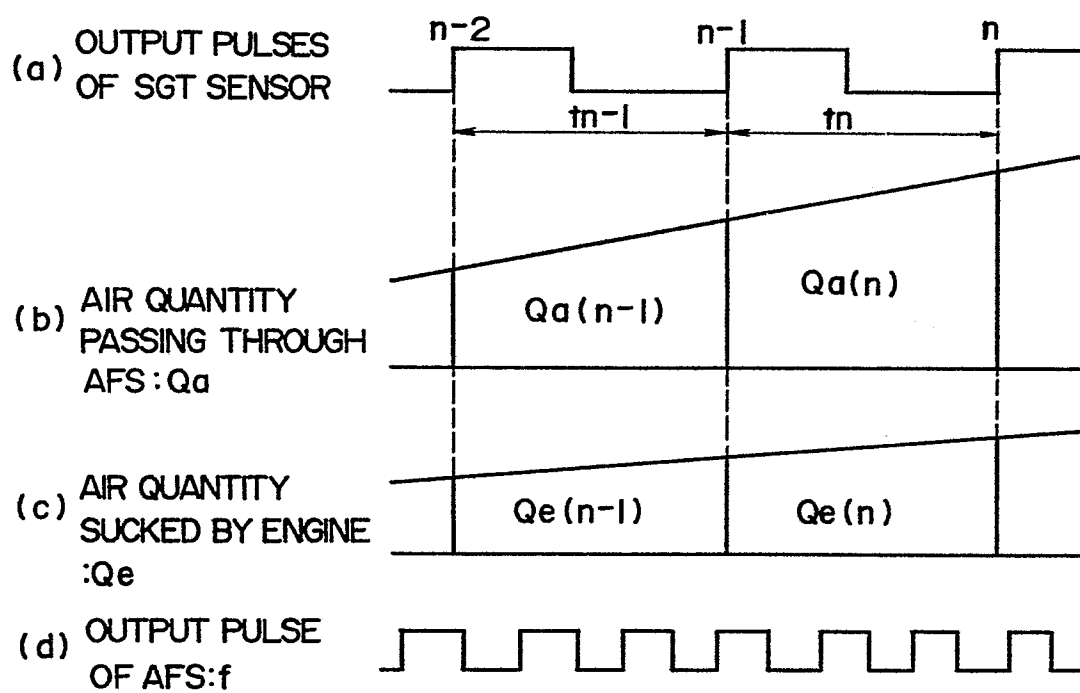 n-2 n-1 n
(a) OUTPUT PULSES
OF SGT SENSOR
tn-1 tn
(b) AIR QUANTITY
PASSING THROUGH
AFS:Qa
Qa(n-1) Qa(n)
(c) AIR QUANTITY
SUCKED BY ENGINE
:Qe
Qe(n-1) Qe(n)
(d) OUTPUT PULSE
OF AFS:f